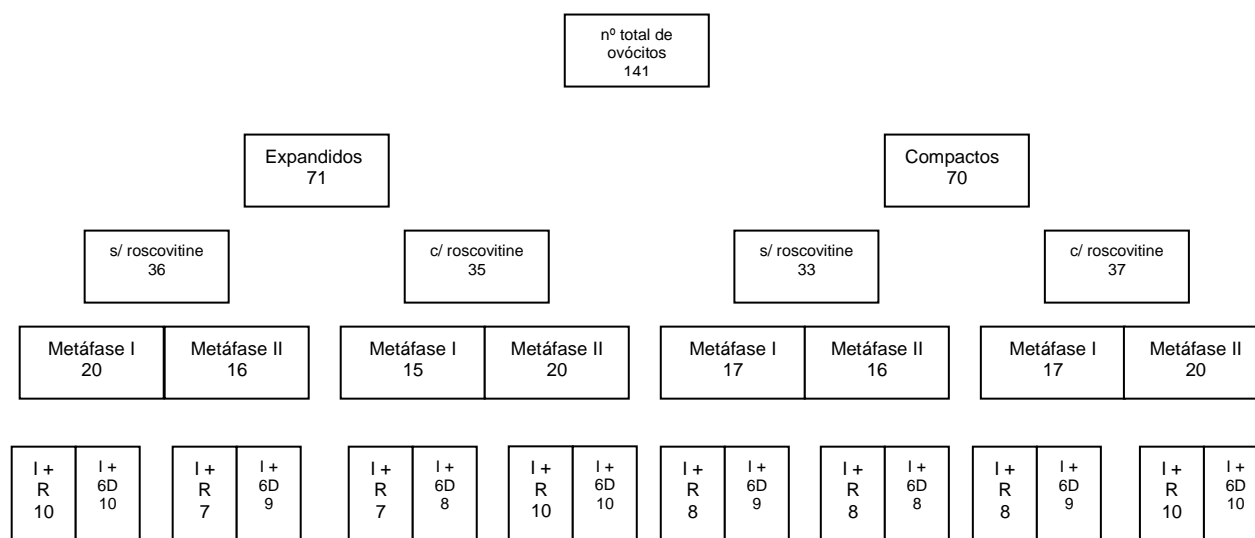 nº total de
ovócitos
141
Expandidos
71
Compactos
70
s/ roscovitine
36
c/ roscovitine
35
s/ roscovitine
33
c/ roscovitine
37
Metáfase I
20
Metáfase II
16
Metáfase I
15
Metáfase II
20
Metáfase I
17
Metáfase II
16
Metáfase I
17
Metáfase II
20
I +
R
10
I +
6D
10
I +
R
7
I +
6D
9
I +
R
7
I +
6D
8
I +
R
10
I +
6D
10
I +
R
8
I +
6D
9
I +
R
8
I +
6D
8
I +
R
8
I +
6D
9
I +
R
10
I +
6D
10